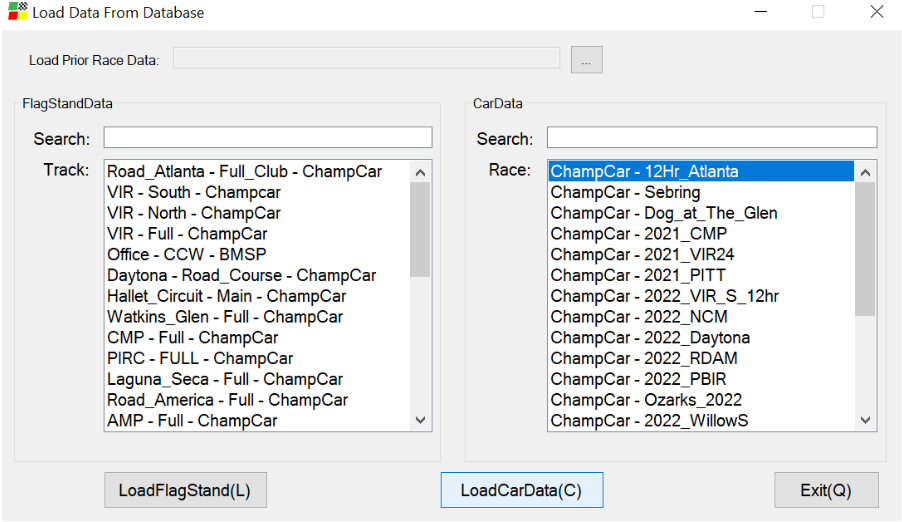 Load Data From Database
Load Prior Race Data:
...
FlagStandData
Search:
Track:
Road_Atlanta - Full_Club - ChampCar
VIR - South - Champcar
VIR - North - ChampCar
VIR - Full - ChampCar
Office - CCW - BMSP
Daytona - Road_Course - ChampCar
Hallet_Circuit - Main - ChampCar
Watkins_Glen - Full - ChampCar
CMP - Full - ChampCar
PIRC - FULL - ChampCar
Laguna_Seca - Full - ChampCar
Road_America - Full - ChampCar
AMP - Full - ChampCar
CarData
Search:
Race:
ChampCar - 12Hr_Atlanta
ChampCar - Sebring
ChampCar - Dog_at_The_Glen
ChampCar - 2021_CMP
ChampCar - 2021_VIR24
ChampCar - 2021_PITT
ChampCar - 2022_VIR_S_12hr
ChampCar - 2022_NCM
ChampCar - 2022_Daytona
ChampCar - 2022_RDAM
ChampCar - 2022_PBIR
ChampCar - Ozarks_2022
ChampCar - 2022_WillowS
LoadFlagStand(L)
LoadCarData(C)
Exit(Q)